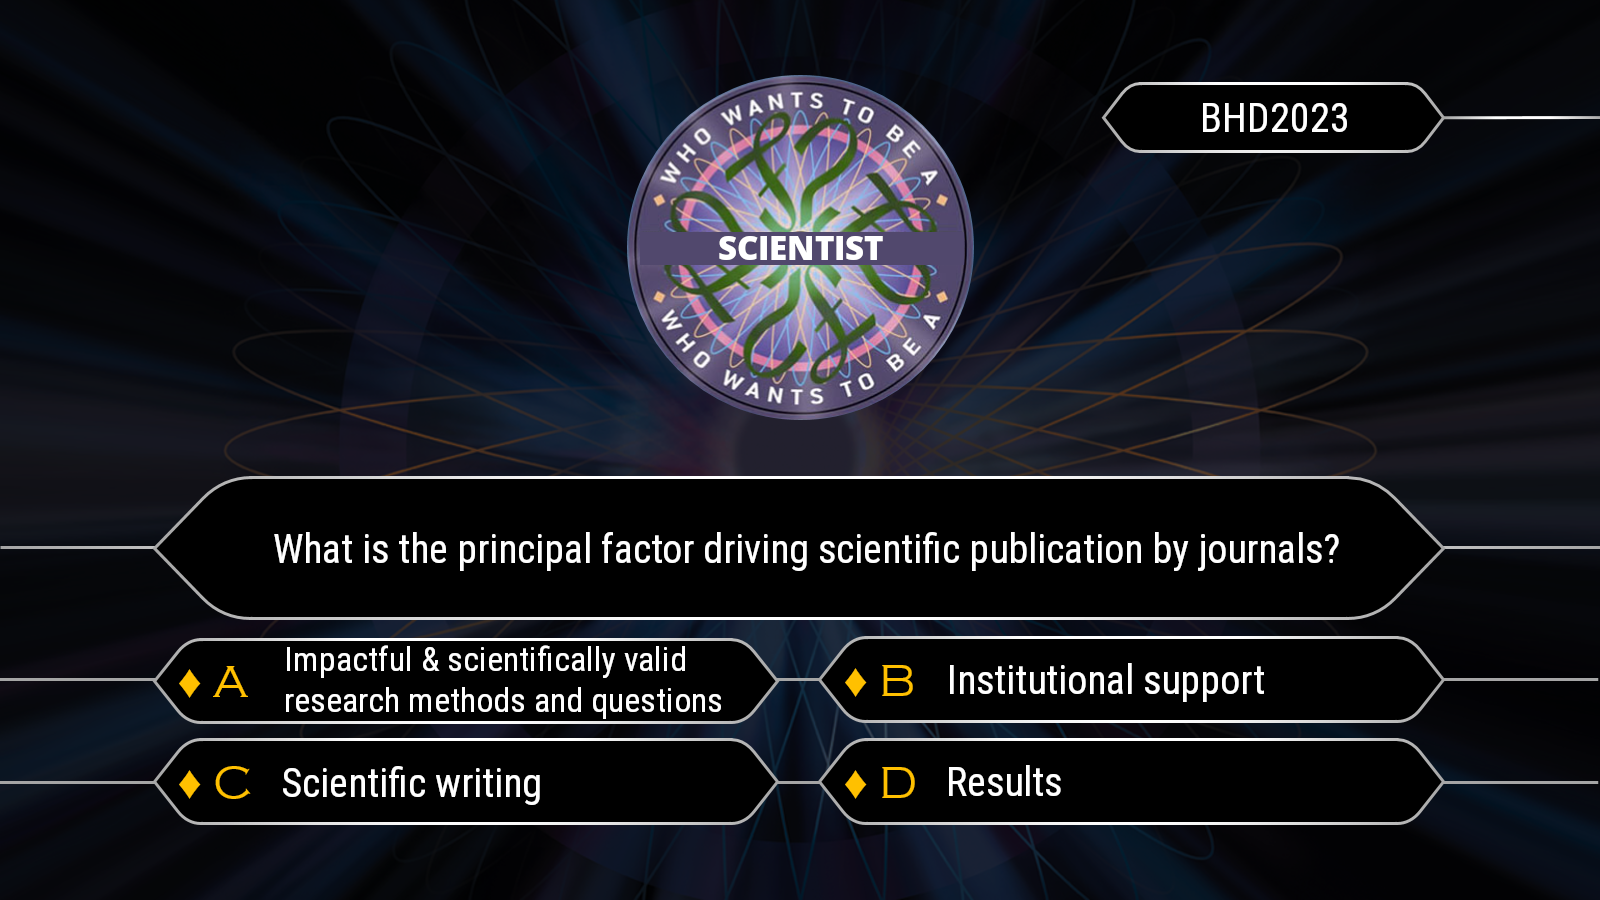 WHO WANTS TO BE A
SCIENTIST
WHO WANTS TO BE A
BHD2023
What is the principal factor driving scientific publication by journals?
A Impactful & scientifically valid
research methods and questions
B Institutional support
C Scientific writing
D Results